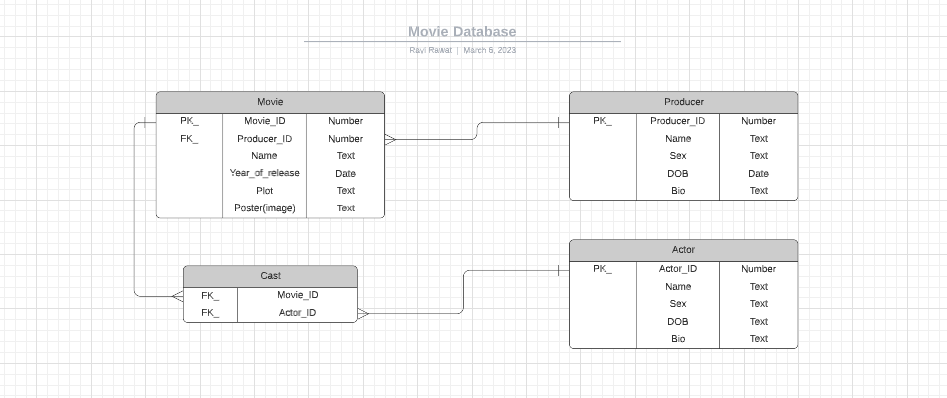 Movie Database
Ravi Rawat | March 6, 2023
Movie
PK_ Movie_ID Number
FK_ Producer_ID Number
Name Text
Year_of_release Date
Plot Text
Poster(image) Text
Producer
PK_ Producer_ID Number
Name Text
Sex Text
DOB Date
Bio Text
Cast
FK_ Movie_ID
FK_ Actor_ID
Actor
PK_ Actor_ID Number
Name Text
Sex Text
DOB Text
Bio Text